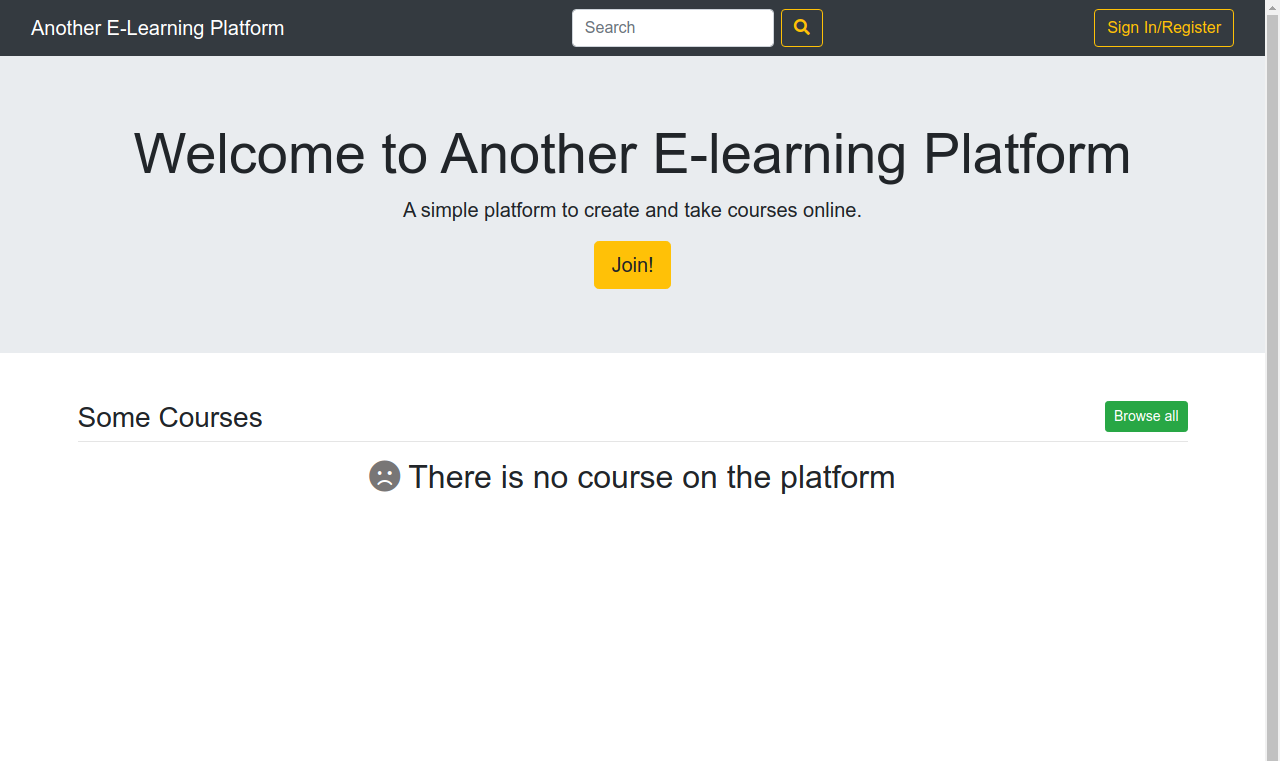 Another E-Learning Platform
Search
Sign In/Register
Welcome to Another E-learning Platform
A simple platform to create and take courses online.
Join!
Some Courses
Browse all
There is no course on the platform